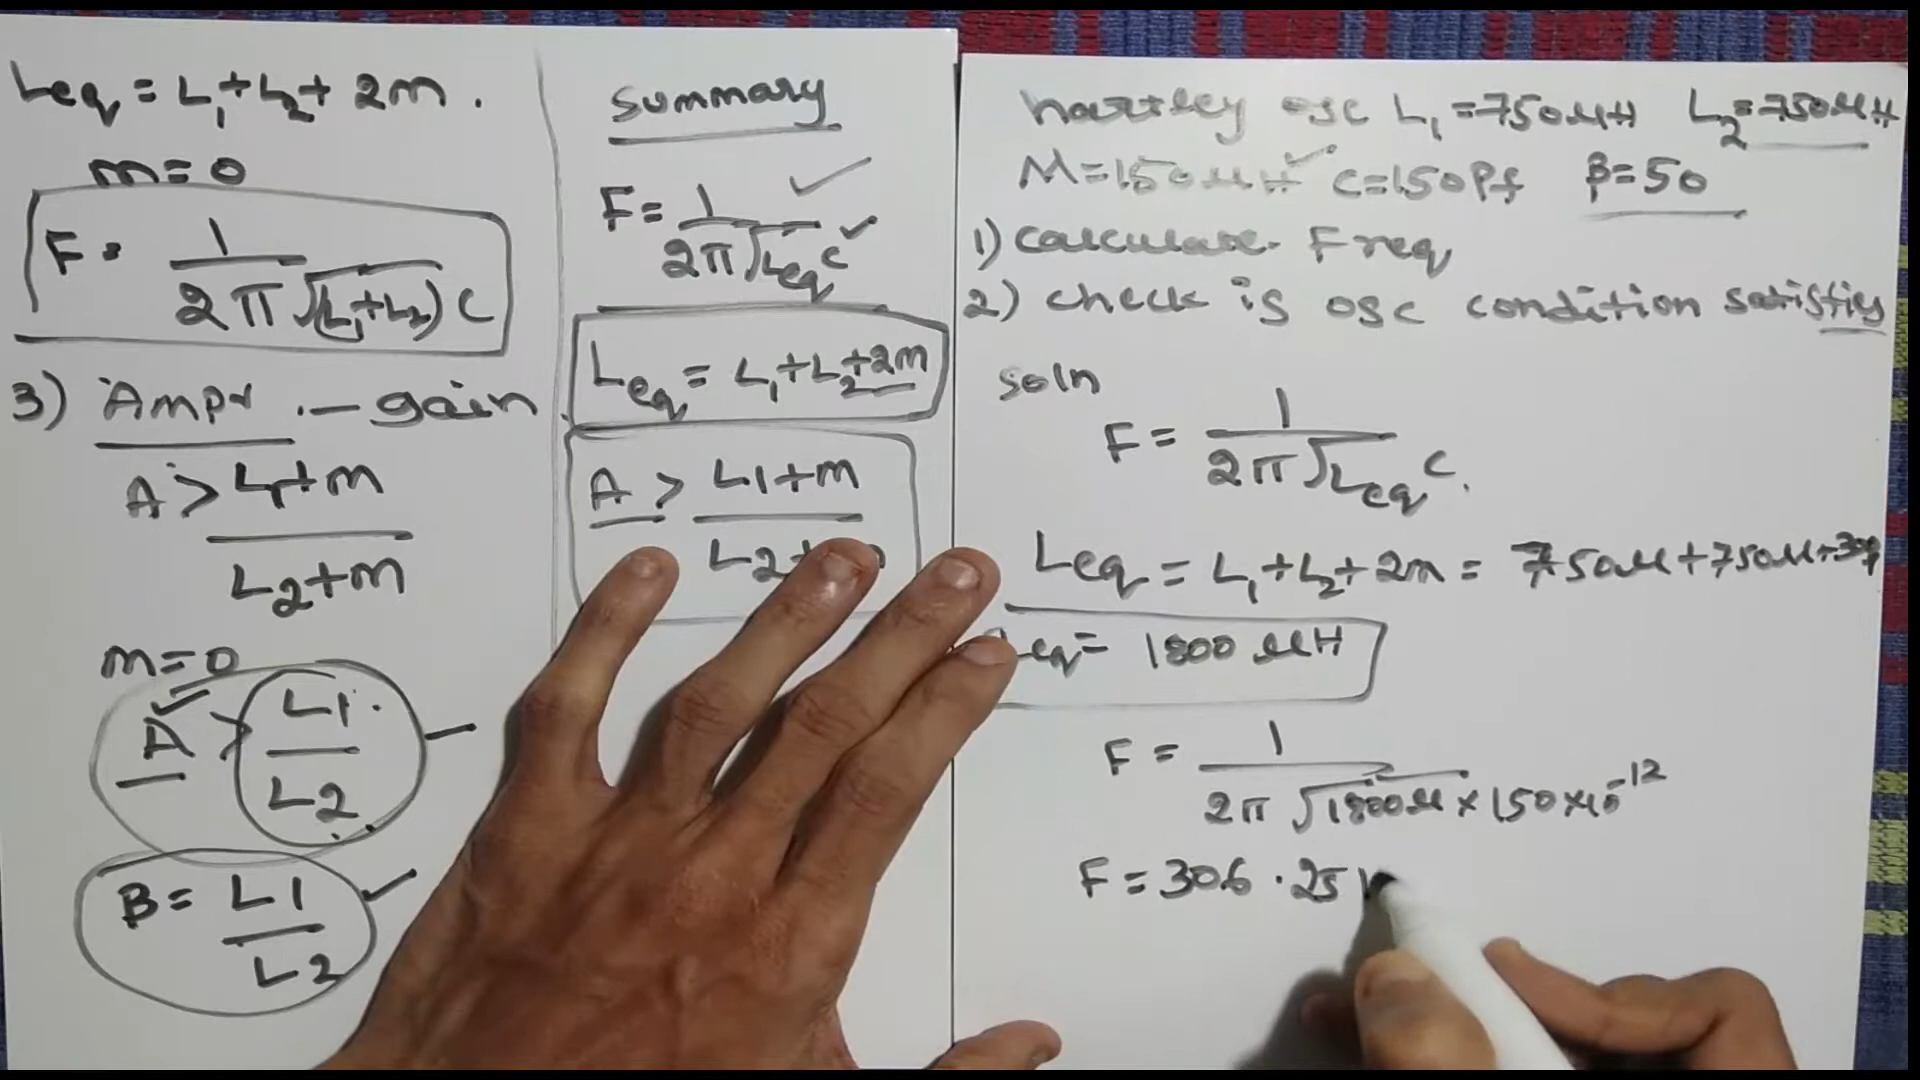 Leq = L1+L2+ 2m.
m=0
F= 1
2π√(L1+L2)C
3) Ampr.—gain
A> L1+m
L2+m
m=0
A > L1
L2
B= L1
L2
Summary
F= 1
2π√Leq C
Leq = L1+L2+2m
A > L1+m
hartley osc L1=750μH L2=750μH
M=150μH C=150Pf β=50
1) calculate Freq
2) check is osc condition satisfies
soln
F= 1
2π√Leq C.
Leq = L1+L2+2m = 750μ+750μ+
Leq= 1800 μH
F= 1
2π√1800μ×150×10-12
F=306.25